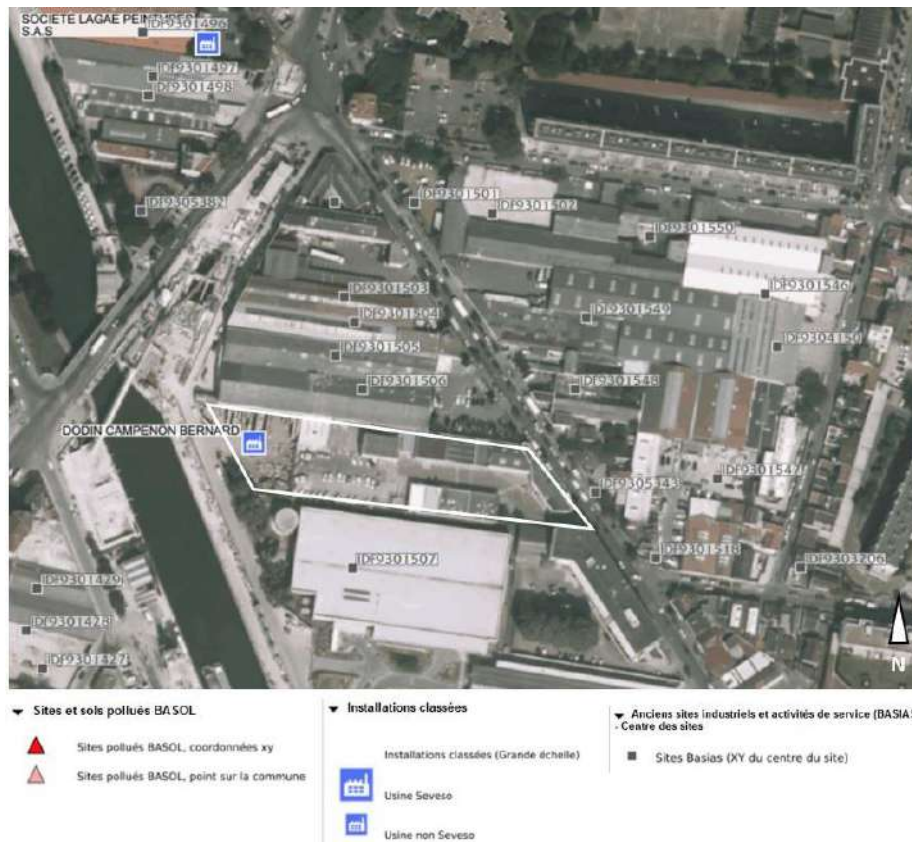 SOCIETE LAGAE PEINTURES
S.A.S
IDF9301496
IDF9301497
IDF9301498
IDF9305382
IDF9301501
IDF9301502
IDF9301550
IDF9301503
IDF9301546
IDF9301504
IDF9301549
IDF9301505
IDF9304150
IDF9301506
IDF9301548
DODIN CAMPENON BERNARD
IDF9301547
IDF9305343
IDF9301507
IDF9301518
IDF9303206
IDF9301429
IDF9301428
IDF9301427
N
Sites et sols pollués BASOL
Sites pollués BASOL, coordonnées xy
Sites pollués BASOL, point sur la commune
Installations classées
Installations classées (Grande échelle)
Usine Seveso
Usine non Seveso
Anciens sites industriels et activités de service (BASIAS
- Centre des sites
Sites Basias (XY du centre du site)